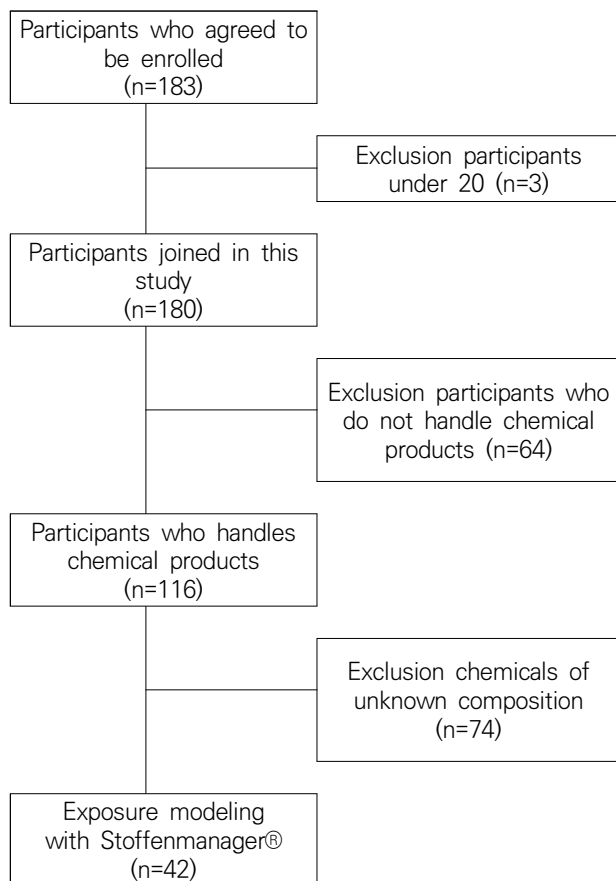 Participants who agreed to
be enrolled
(n=183)
Exclusion participants
under 20 (n=3)
Participants joined in this
study
(n=180)
Exclusion participants who
do not handle chemical
products (n=64)
Participants who handles
chemical products
(n=116)
Exclusion chemicals of
unknown composition
(n=74)
Exposure modeling
with Stoffenmanager®
(n=42)